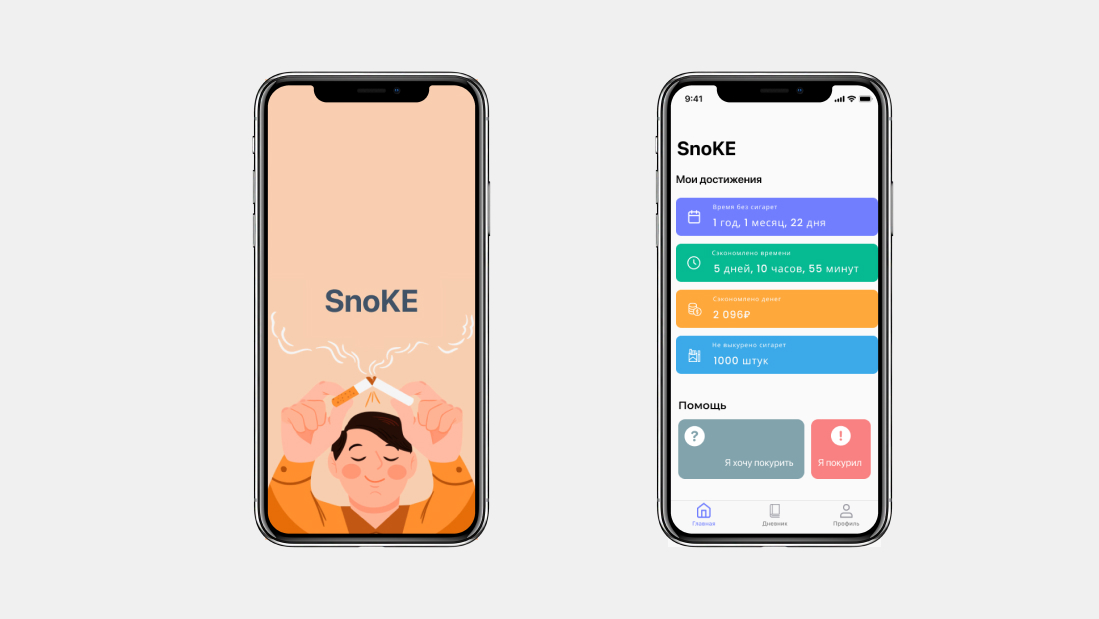 SnoKE
9:41
SnoKE
Мои достижения
Время без сигарет
1 год, 1 месяц, 22 дня
Сэкономлено времени
5 дней, 10 часов, 55 минут
Сэкономлено денег
2 096₽
Не выкурено сигарет
1000 штук
Помощь
?
!
Я хочу покурить
Я покурил
Главная
Дневник
Профиль